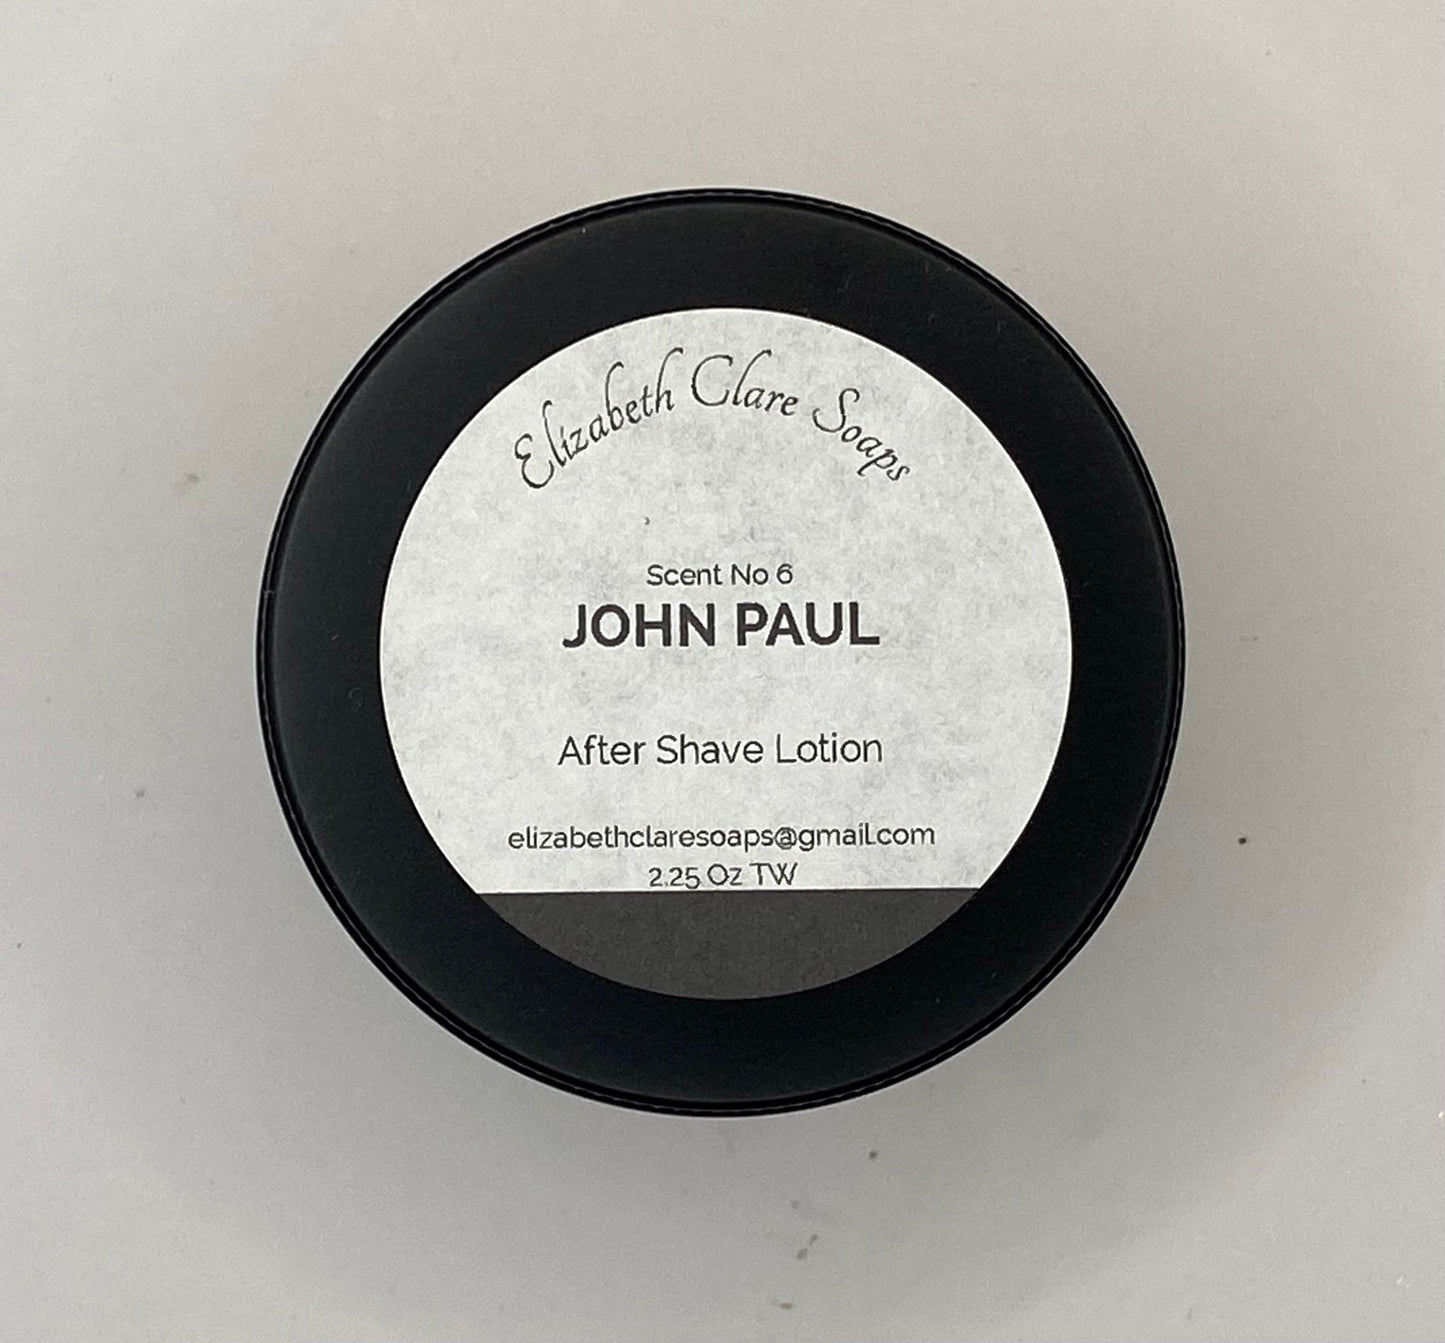 Elizabeth Clare Soaps
Scent No 6
JOHN PAUL
After Shave Lotion
elizabethclaresoaps@gmail.com
2.25 Oz TW